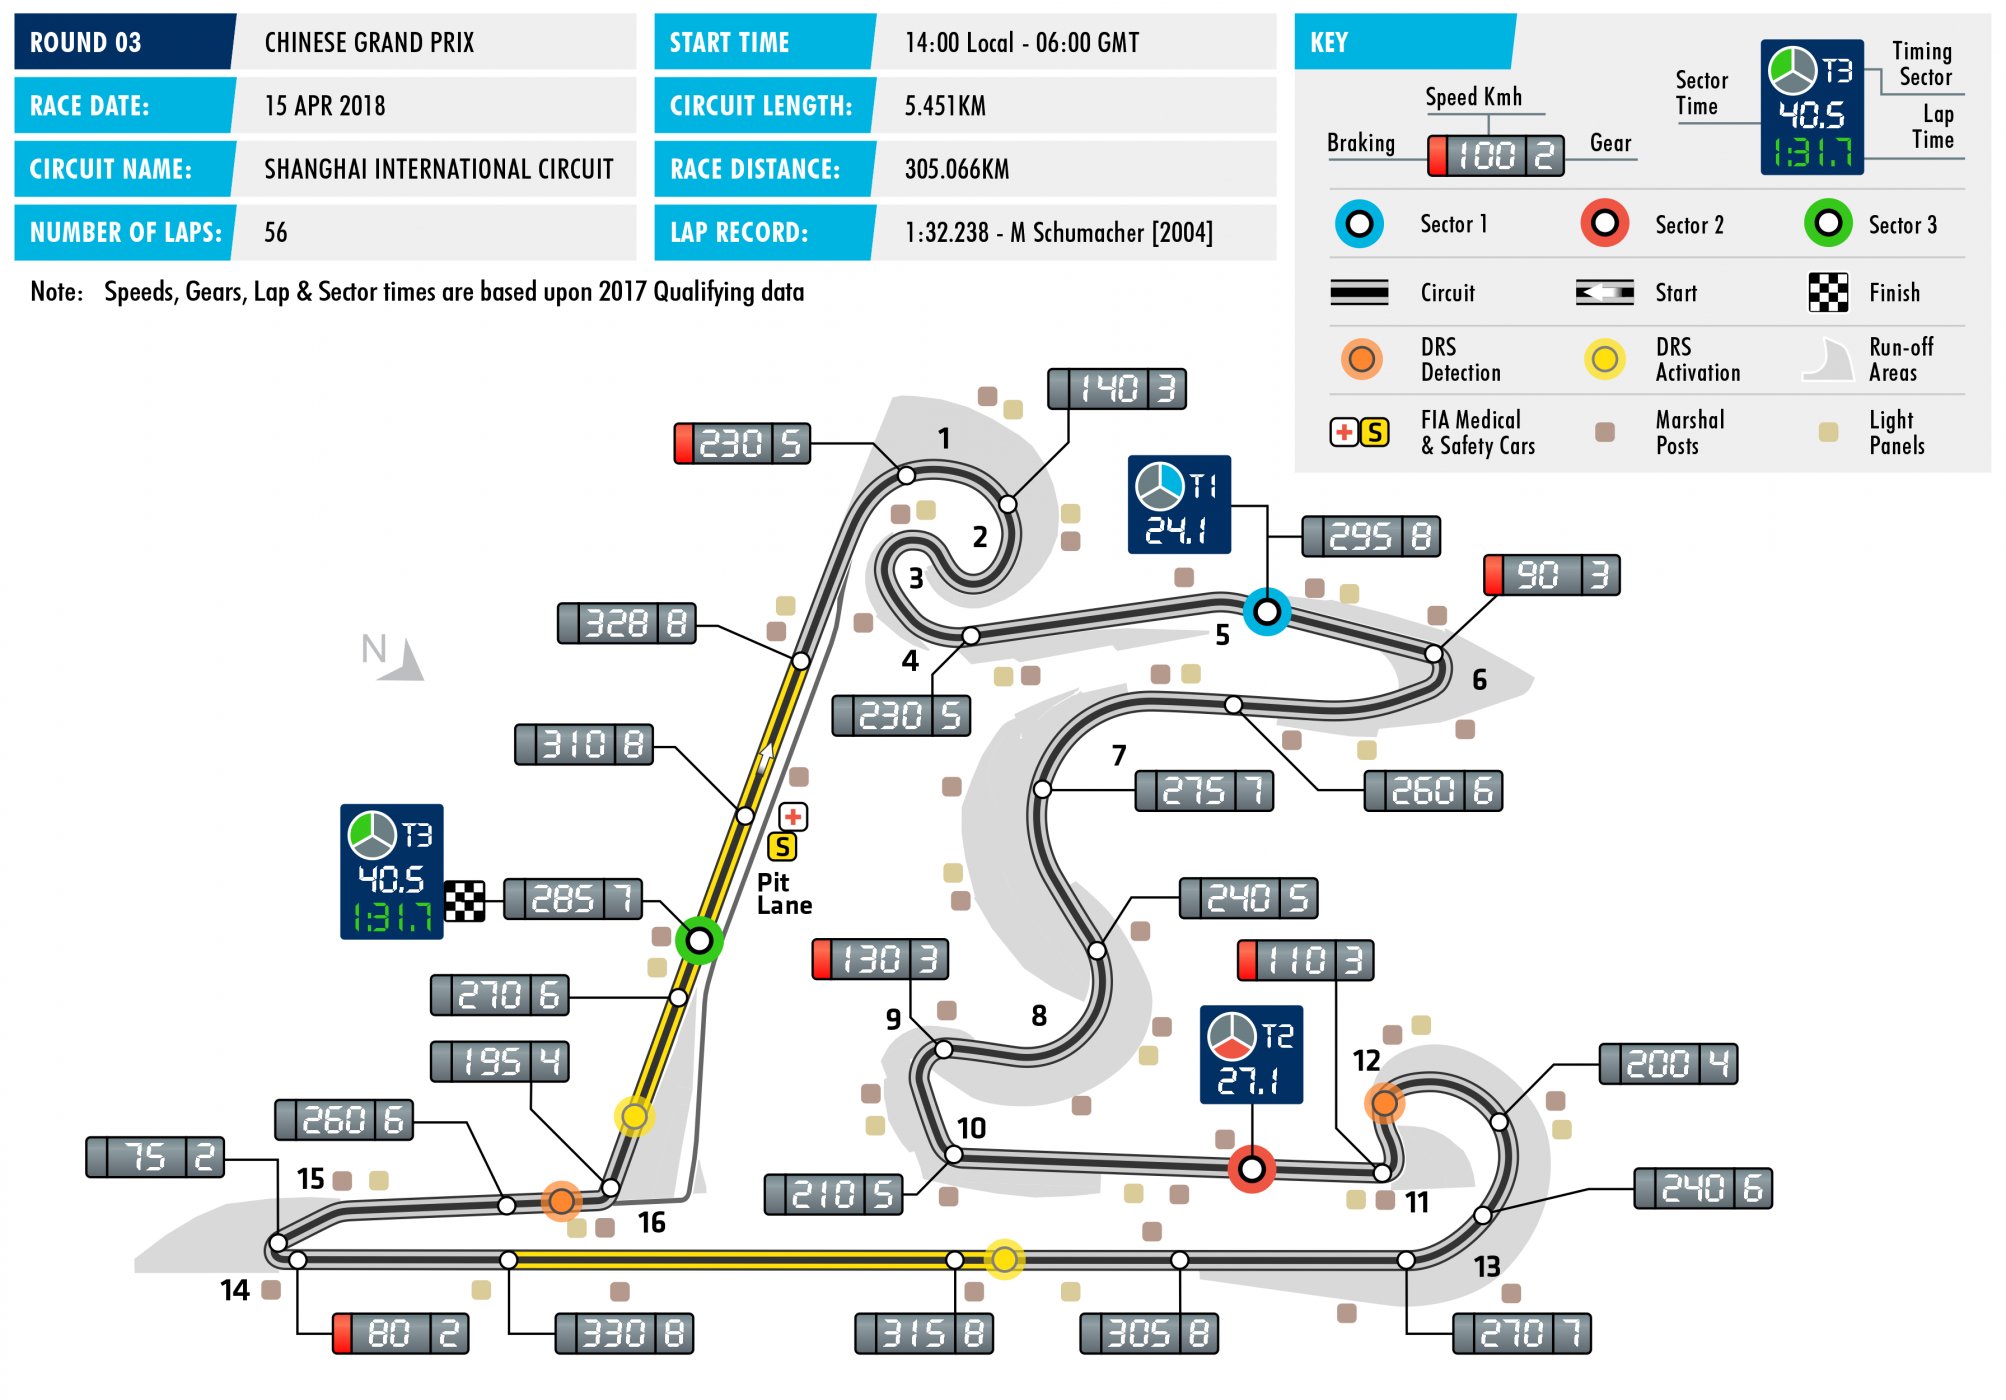 ROUND 03 CHINESE GRAND PRIX
RACE DATE: 15 APR 2018
CIRCUIT NAME: SHANGHAI INTERNATIONAL CIRCUIT
NUMBER OF LAPS: 56
START TIME 14:00 Local - 06:00 GMT
CIRCUIT LENGTH: 5.451KM
RACE DISTANCE: 305.066KM
LAP RECORD: 1:32.238 - M Schumacher [2004]
Note: Speeds, Gears, Lap & Sector times are based upon 2017 Qualifying data
KEY
Speed Kmh
Braking
100 2
Gear
Sector
Time
T3
40.5
1:31.7
Timing
Sector
Lap
Time
Sector 1
Sector 2
Sector 3
Circuit
Start
Finish
DRS
Detection
DRS
Activation
Run-off
Areas
S
FIA Medical
& Safety Cars
Marshal
Posts
Light
Panels
140 3
230 5
1
T1
24.1
295 8
2
90 3
3
328 8
5
N
4
6
230 5
310 8
7
275 7
260 6
S
T3
40.5
1:31.7
285 7
Pit
Lane
240 5
130 3
110 3
270 6
9
8
T2
27.1
195 4
12
200 4
260 6
10
75 2
15
210 5
240 6
16
11
14
13
80 2
330 8
315 8
305 8
270 7